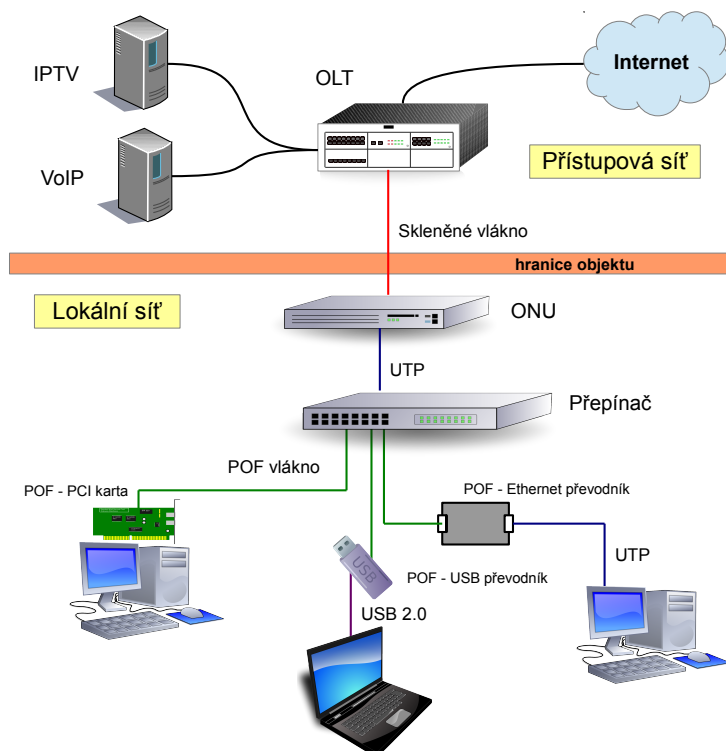 IPTV
OLT
Internet
VoIP
Přístupová síť
Skleněné vlákno
hranice objektu
Lokální síť
ONU
UTP
Přepínač
POF vlákno
POF - PCI karta
POF - Ethernet převodník
USB
UTP
POF - USB převodník
USB 2.0